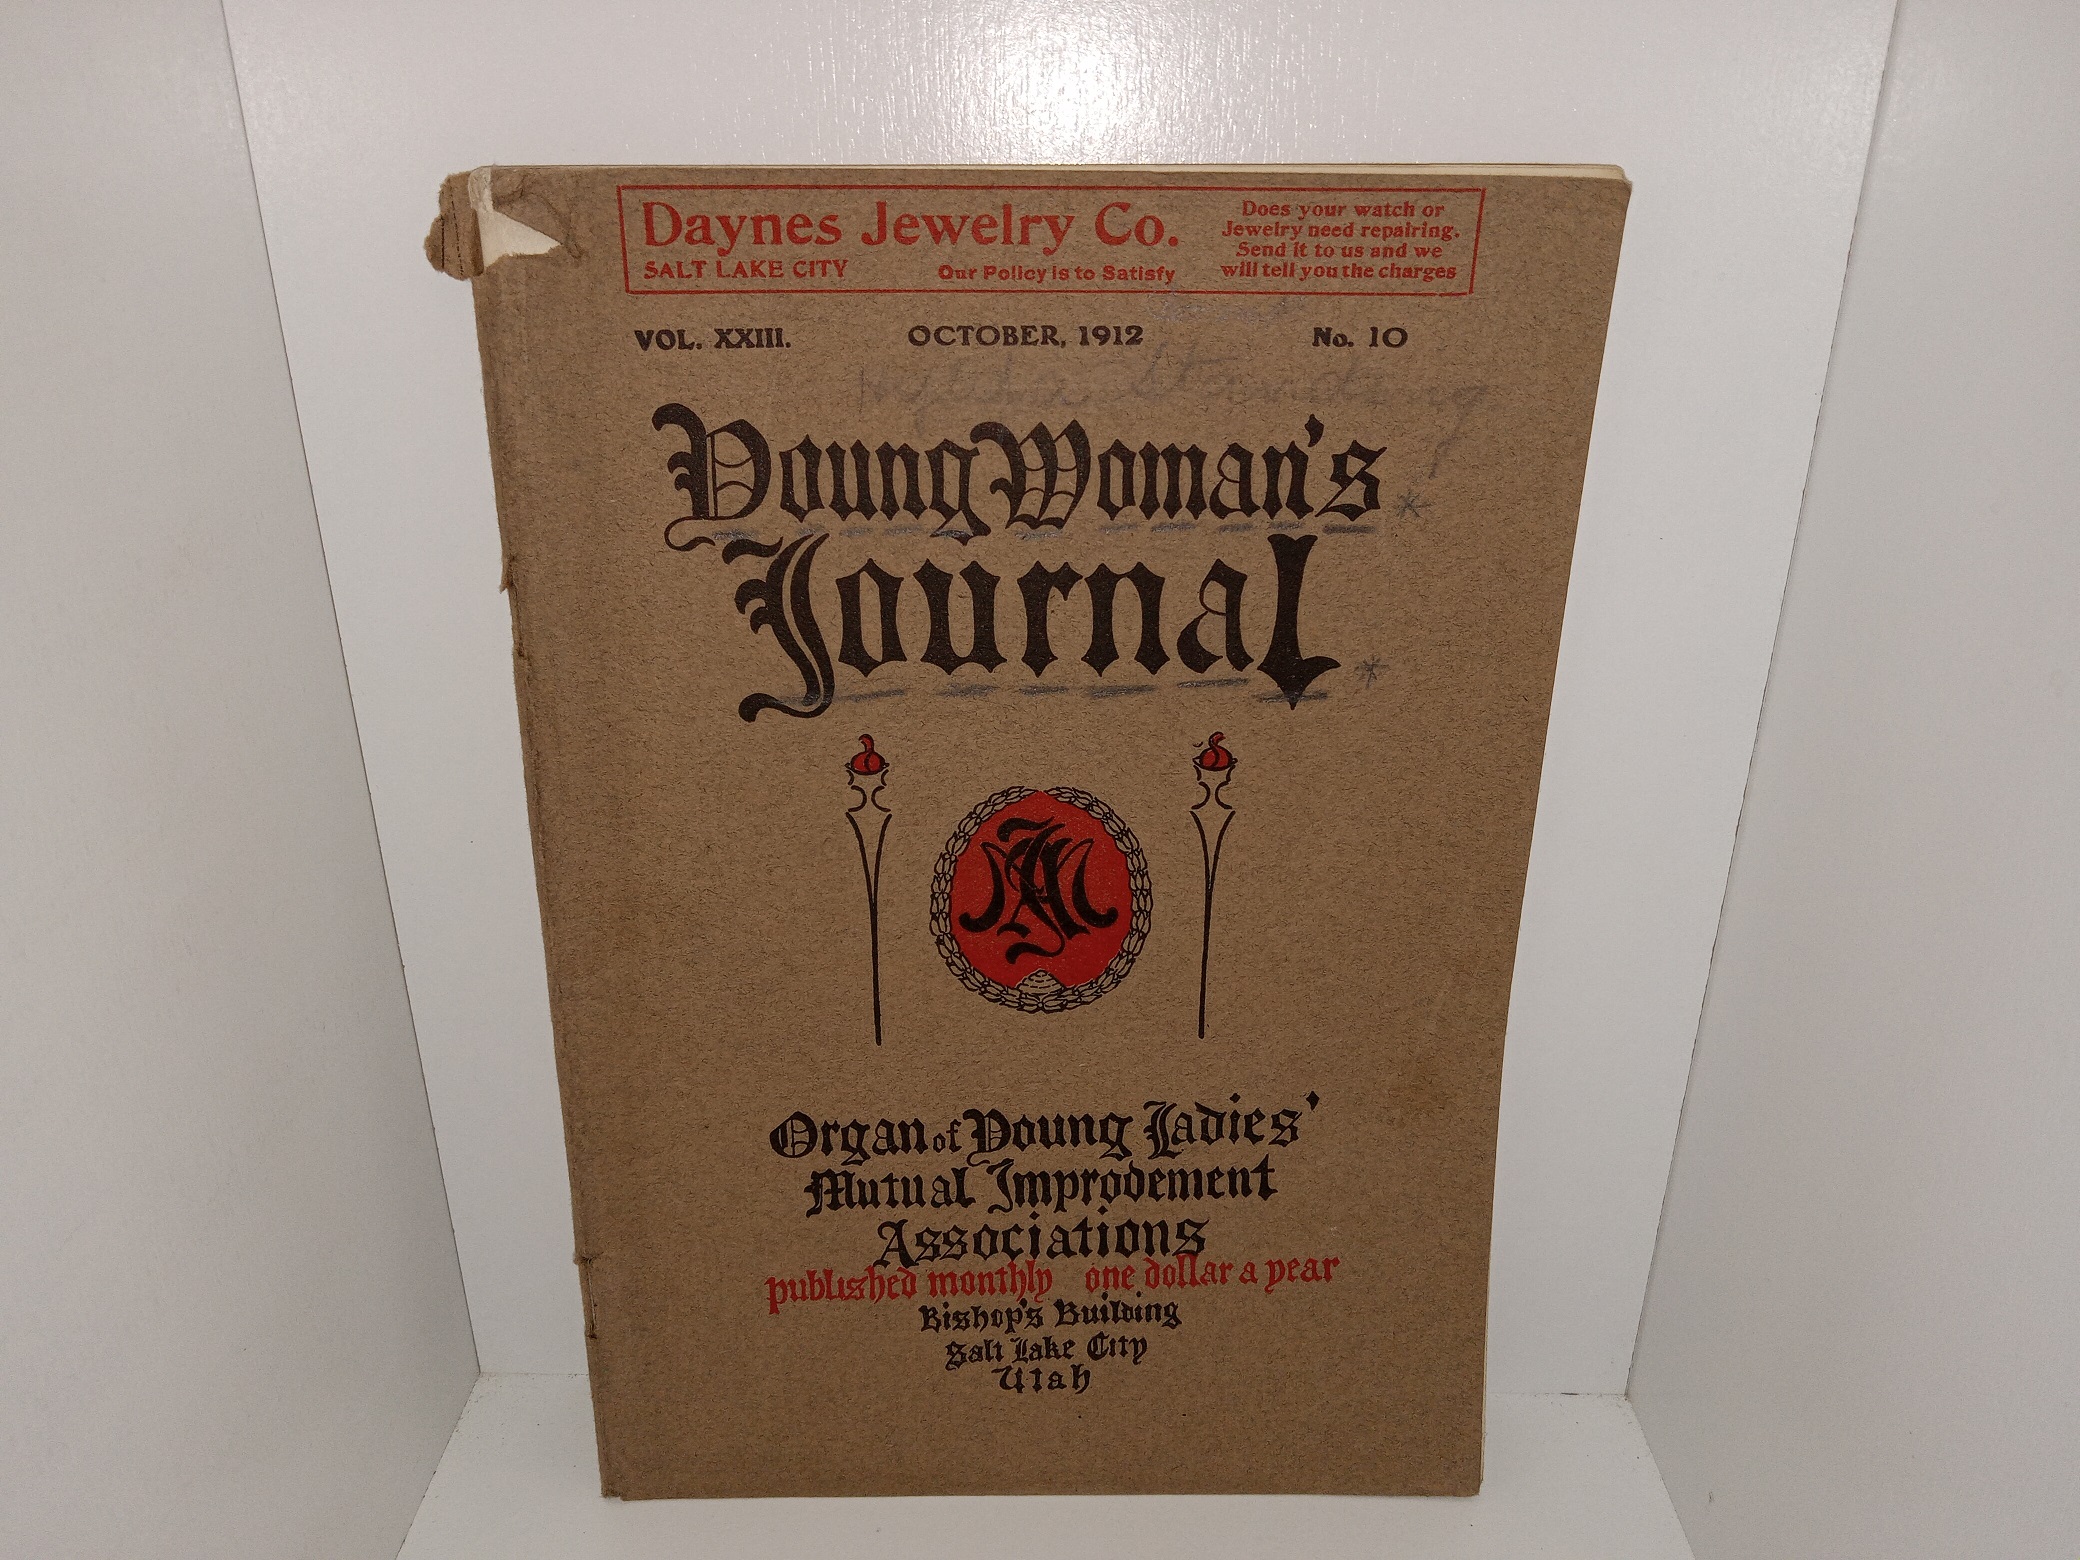 Daynes Jewelry Co.
SALT LAKE CITY
Our Policy is to Satisfy
Does your watch or
Jewelry need repairing.
Send it to us and we
will tell you the charges
VOL. XXIII.
OCTOBER, 1912
No. 10
Young Woman's
Journal
Organ of Young Ladies'
Mutual Improvement
Associations
published monthly one dollar a year
Bishop's Building
Salt Lake City
Utah